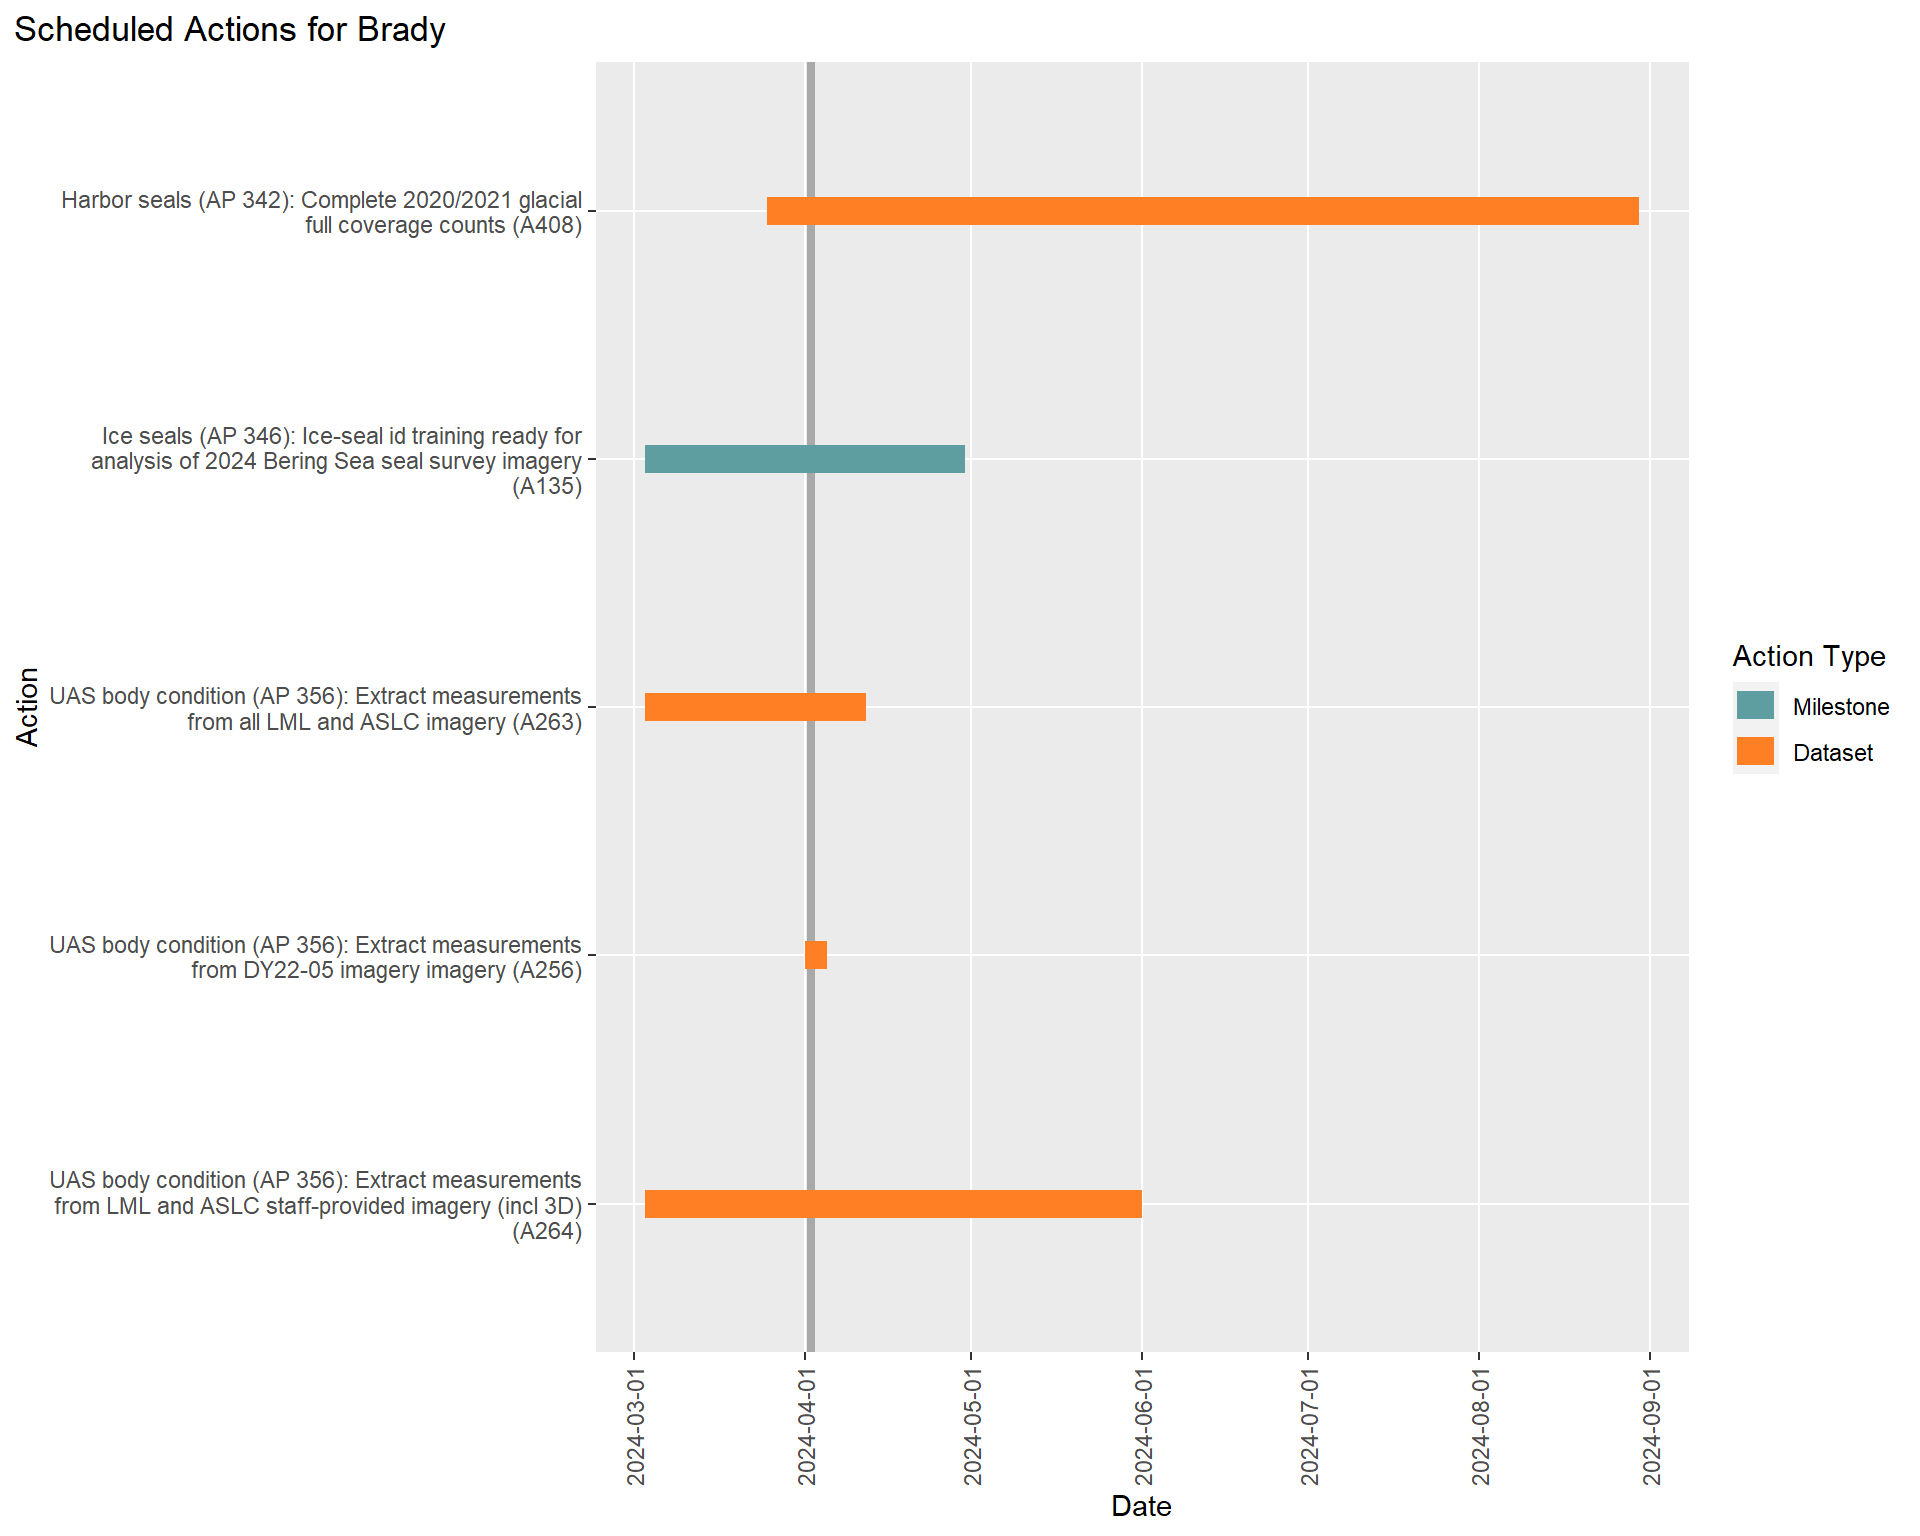 Scheduled Actions for Brady
Action
Harbor seals (AP 342): Complete 2020/2021 glacial
full coverage counts (A408)
Ice seals (AP 346): Ice-seal id training ready for
analysis of 2024 Bering Sea seal survey imagery
(A135)
UAS body condition (AP 356): Extract measurements
from all LML and ASLC imagery (A263)
UAS body condition (AP 356): Extract measurements
from DY22-05 imagery imagery (A256)
UAS body condition (AP 356): Extract measurements
from LML and ASLC staff-provided imagery (incl 3D)
(A264)
2024-03-01
2024-04-01
2024-05-01
2024-06-01
2024-07-01
2024-08-01
2024-09-01
Date
Action Type
Milestone
Dataset